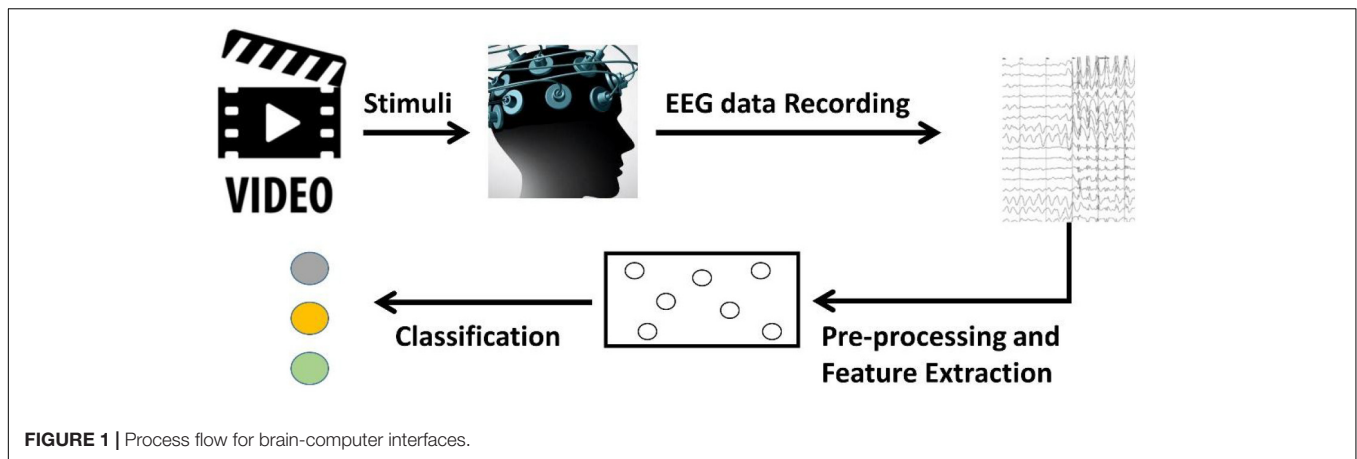 Stimuli
EEG data Recording
VIDEO
Classification
Pre-processing and
Feature Extraction
FIGURE 1 | Process flow for brain-computer interfaces.